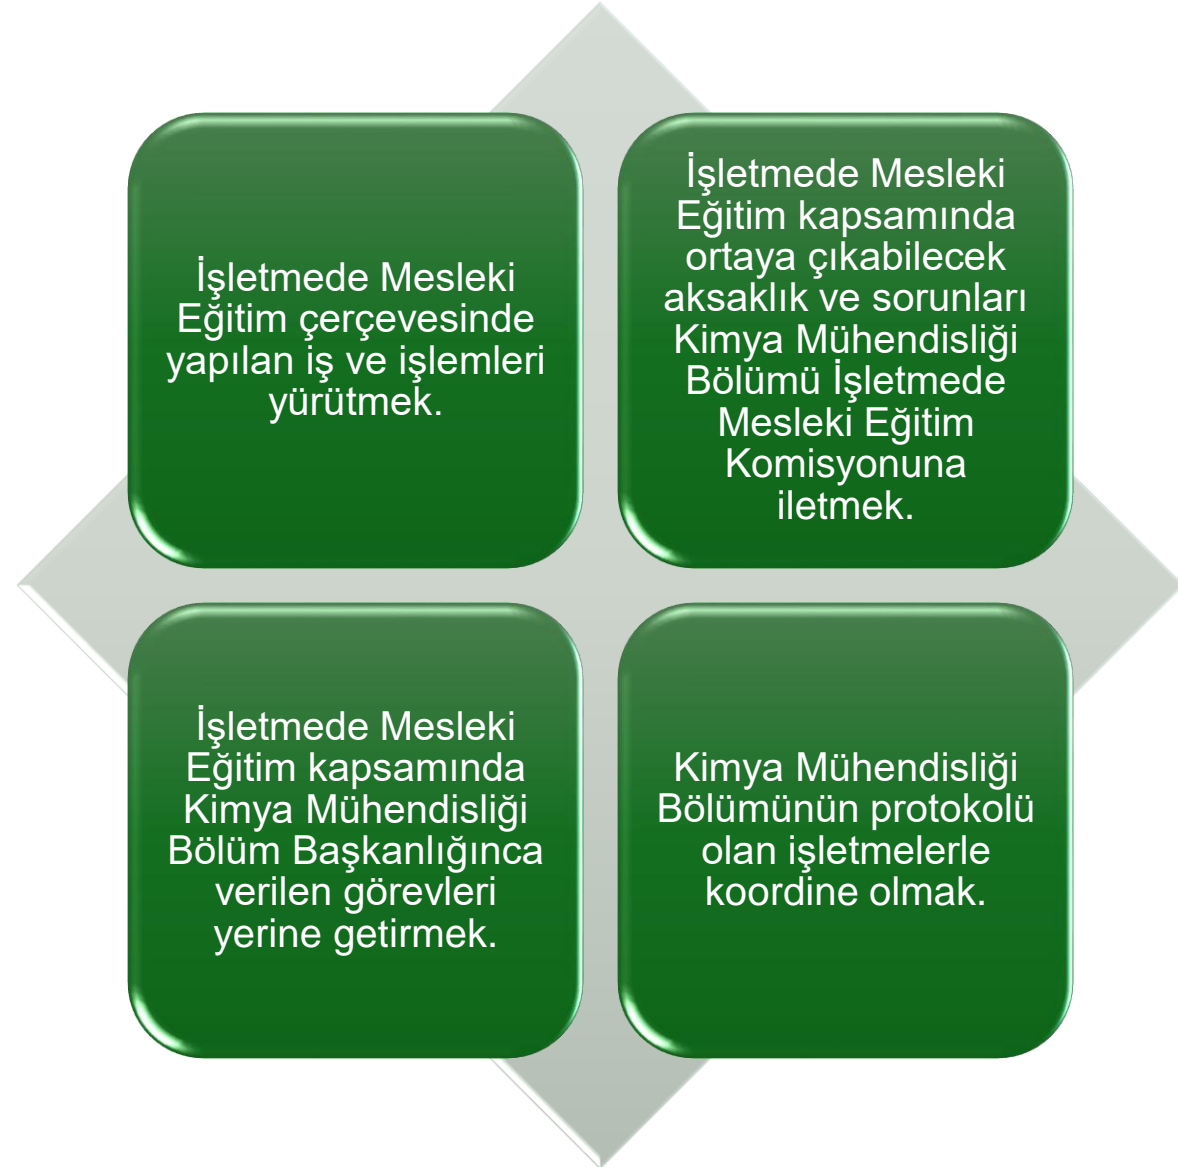 İşletmede Mesleki
Eğitim çerçevesinde
yapılan iş ve işlemleri
yürütmek.
İşletmede Mesleki
Eğitim kapsamında
ortaya çıkabilecek
aksaklık ve sorunları
Kimya Mühendisliği
Bölümü İşletmede
Mesleki Eğitim
Komisyonuna
iletmek.
İşletmede Mesleki
Eğitim kapsamında
Kimya Mühendisliği
Bölüm Başkanlığınca
verilen görevleri
yerine getirmek.
Kimya Mühendisliği
Bölümünün protokolü
olan işletmelerle
koordine olmak.